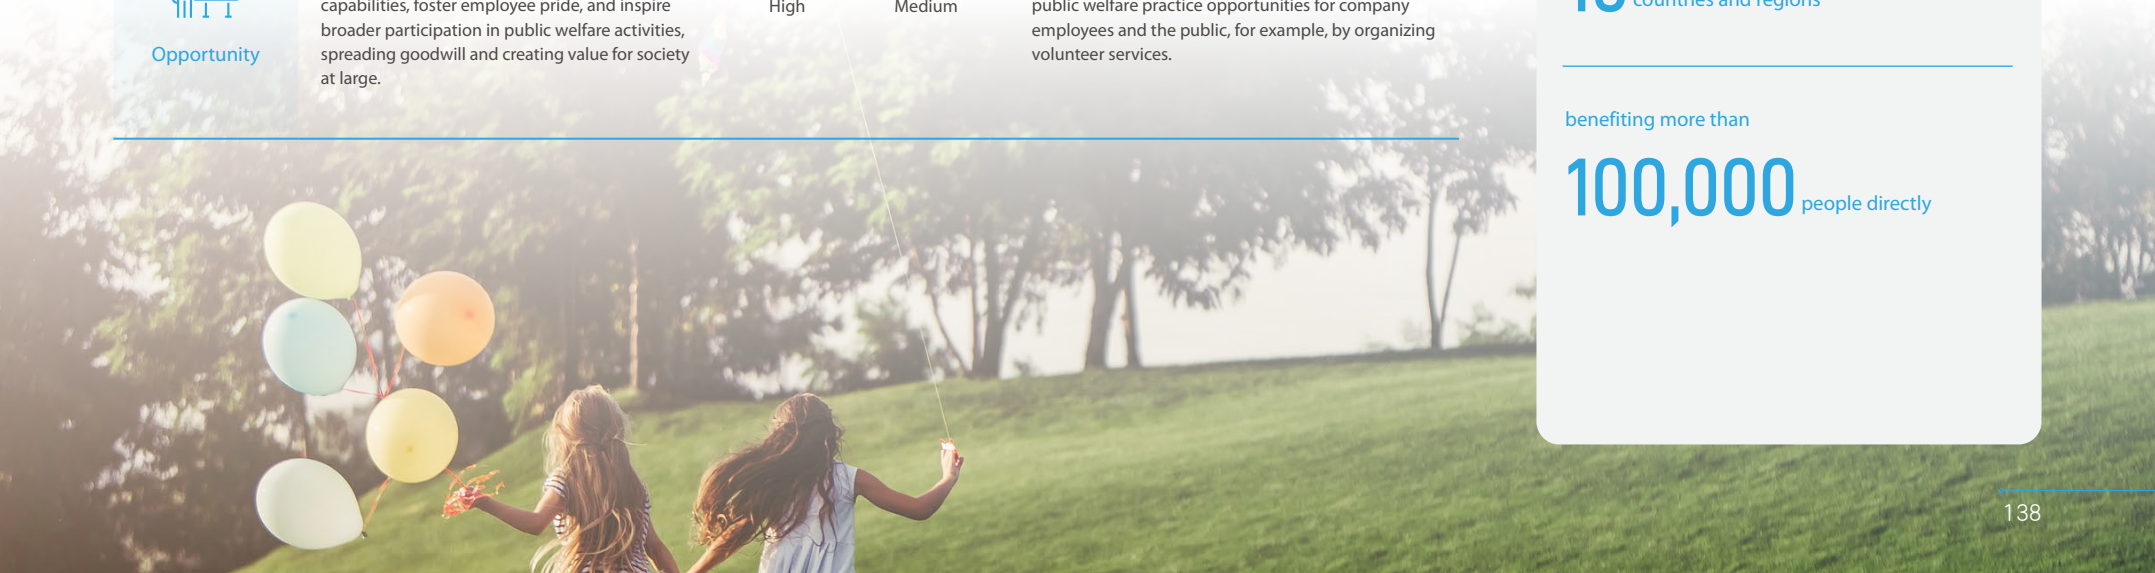 Opportunity
capabilities, foster employee pride, and inspire
broader participation in public welfare activities,
spreading goodwill and creating value for society
at large.
High
Medium
public welfare practice opportunities for company
employees and the public, for example, by organizing
volunteer services.
countries and regions
benefiting more than
100,000 people directly
138